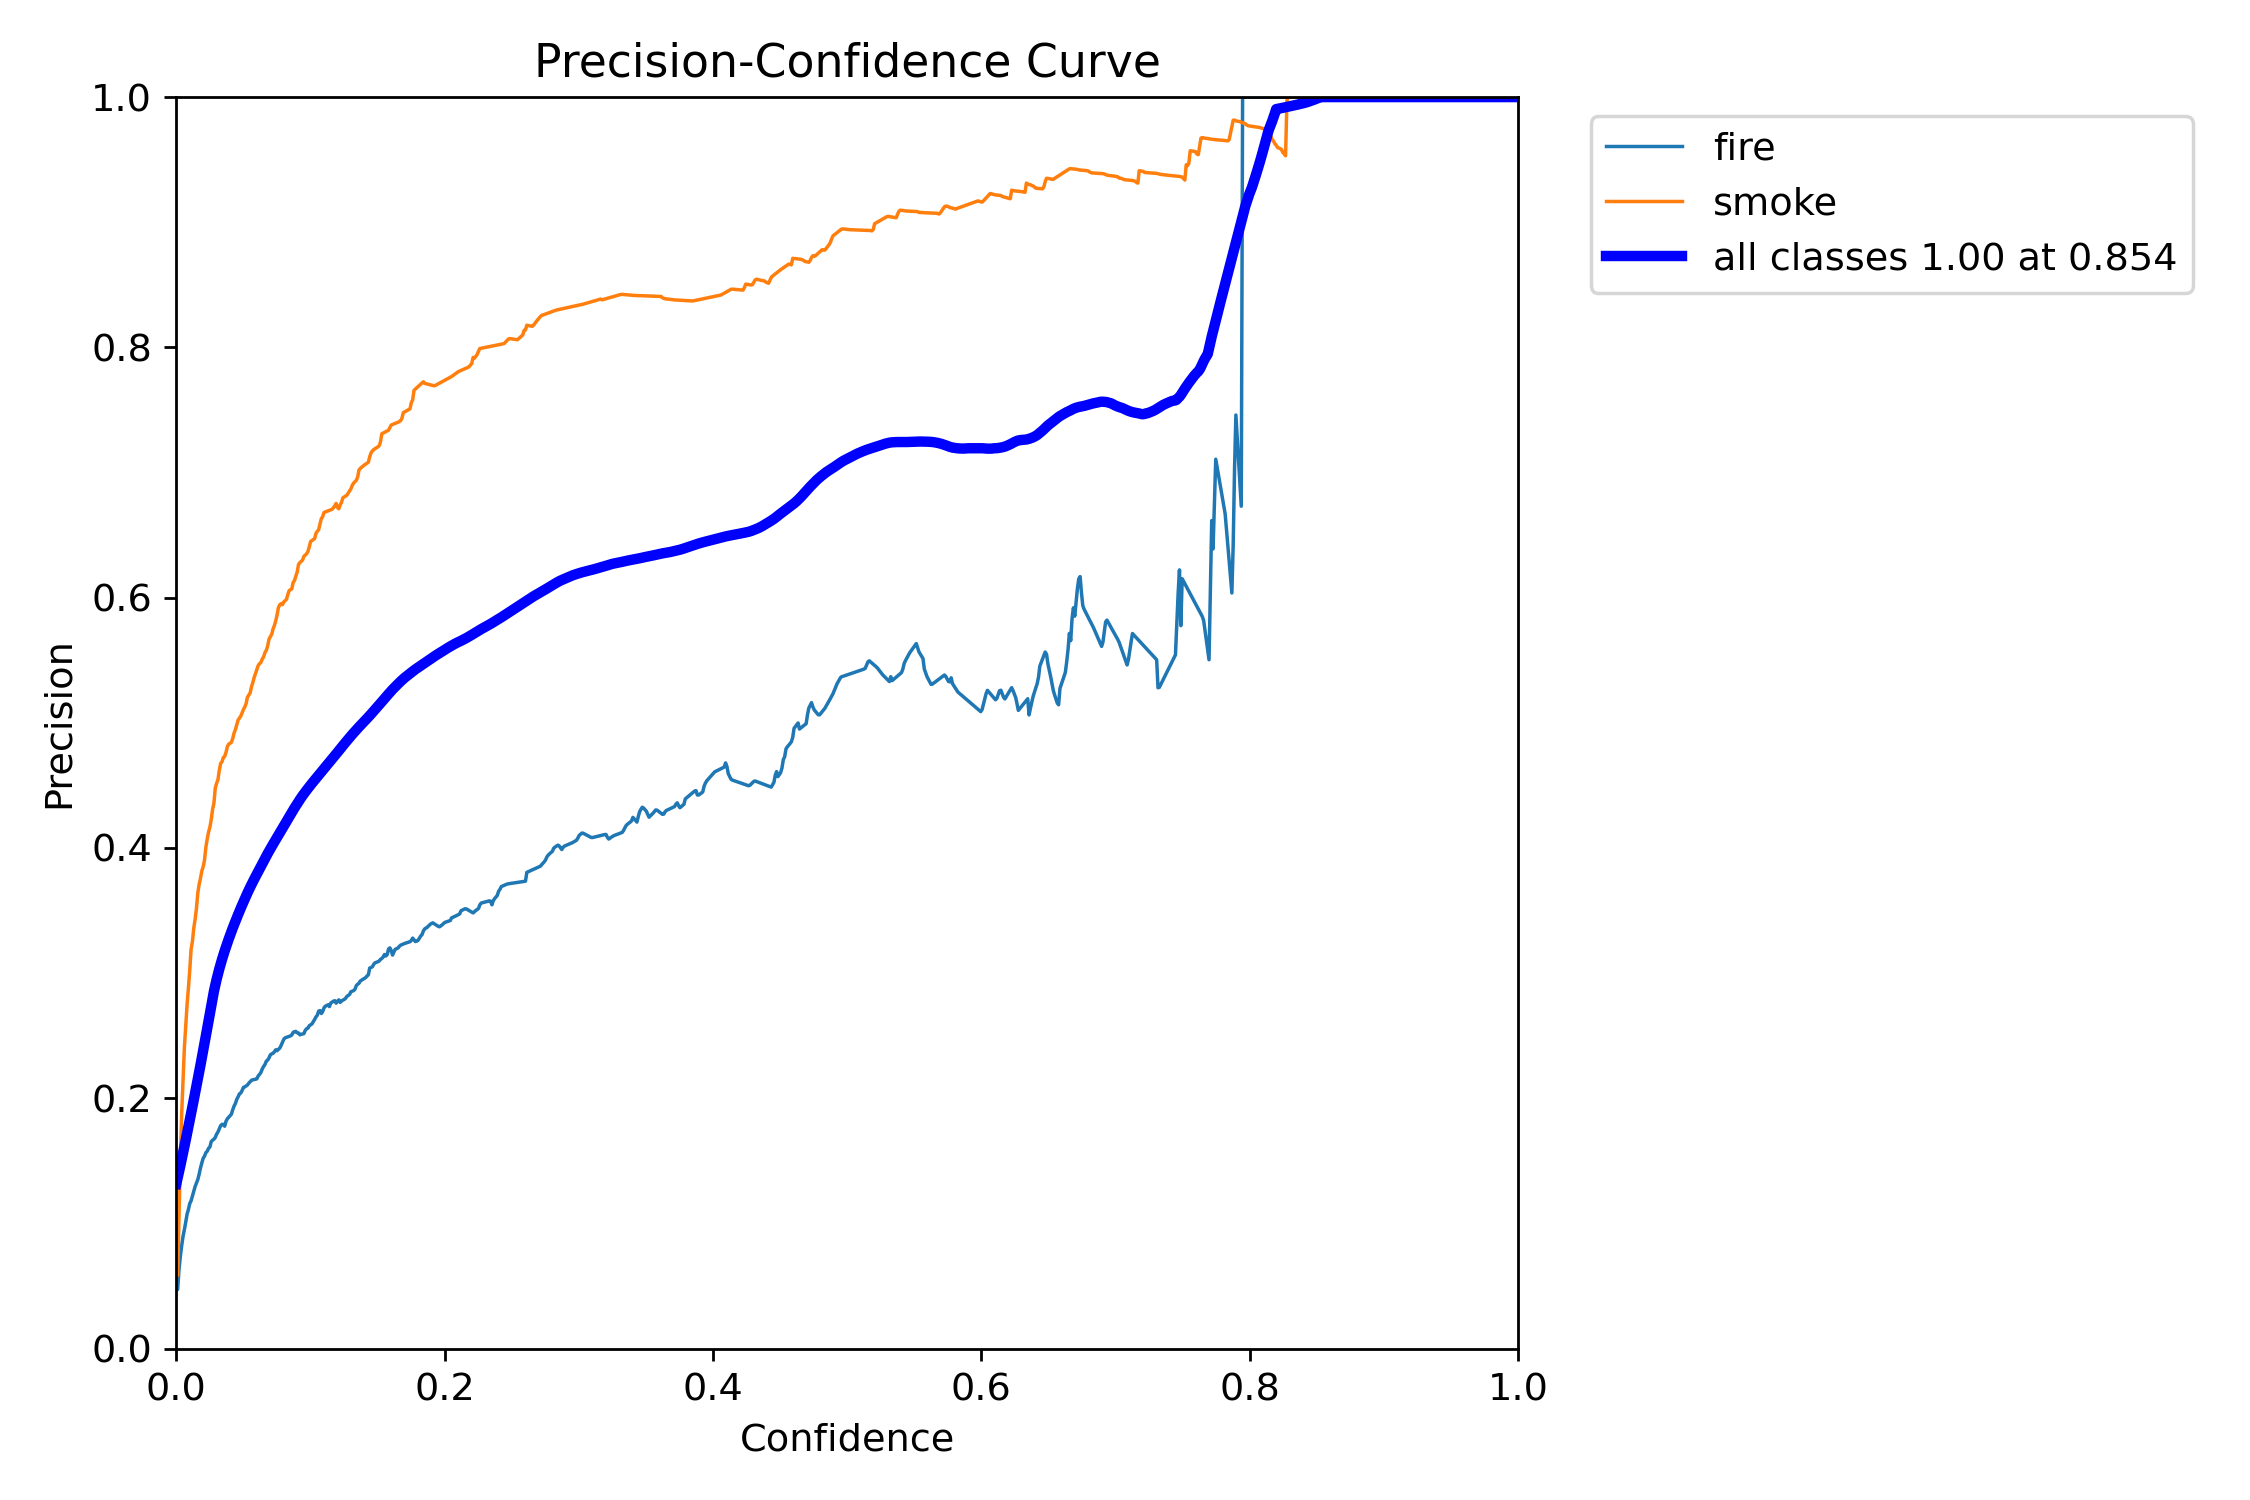 Precision-Confidence Curve
1.0
0.8
0.6
0.4
0.2
0.0
Precision
0.0 0.2 0.4 0.6 0.8 1.0
Confidence
fire
smoke
all classes 1.00 at 0.854